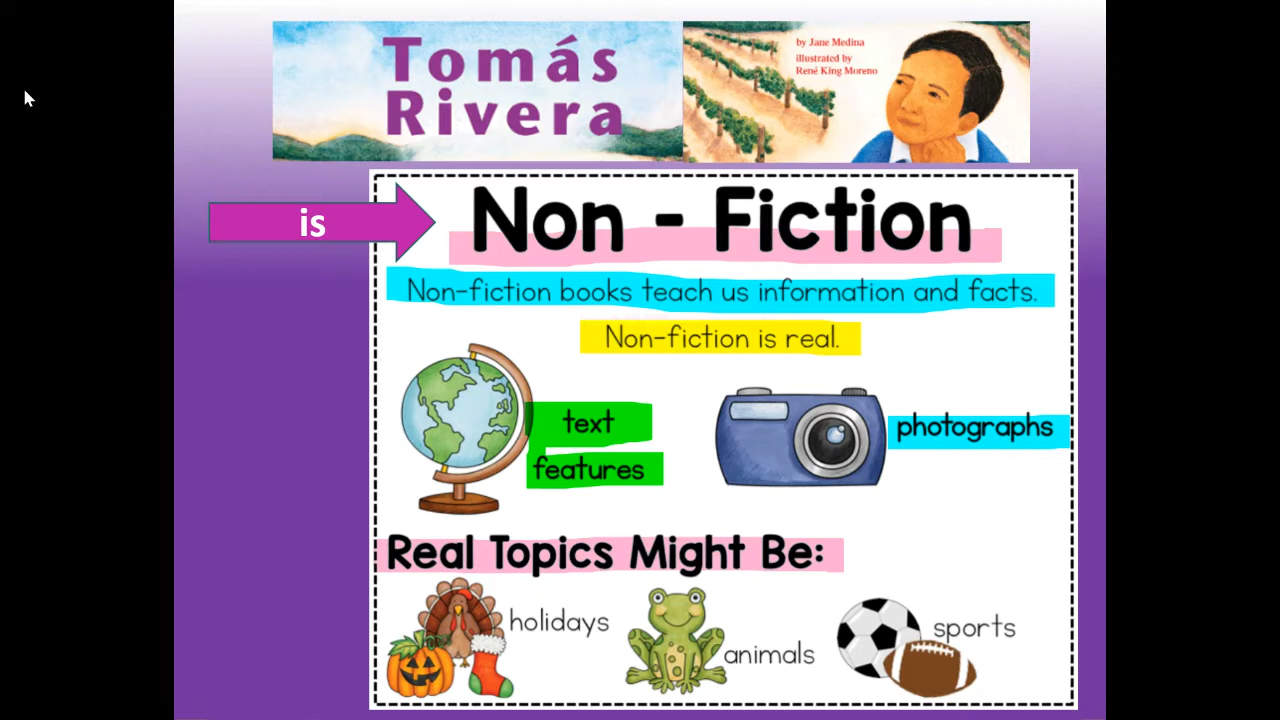 Tomás
Rivera
by Jane Medina
illustrated by
René King Moreno
is
Non - Fiction
Non-fiction books teach us information and facts.
Non-fiction is real.
text
features
photographs
Real Topics Might Be:
holidays
animals
sports